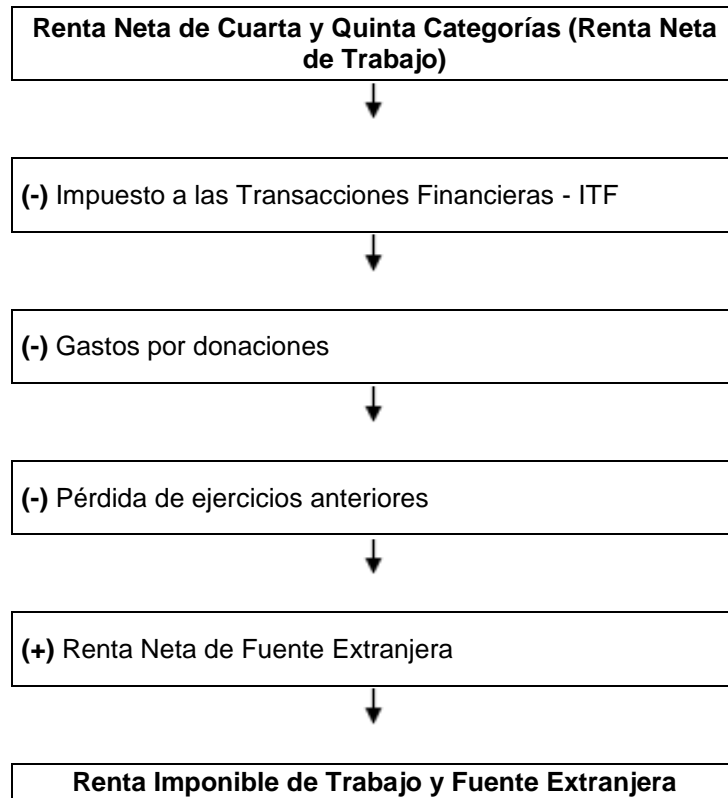 Renta Neta de Cuarta y Quinta Categorías (Renta Neta
de Trabajo)
(-) Impuesto a las Transacciones Financieras - ITF
(-) Gastos por donaciones
(-) Pérdida de ejercicios anteriores
(+) Renta Neta de Fuente Extranjera
Renta Imponible de Trabajo y Fuente Extranjera